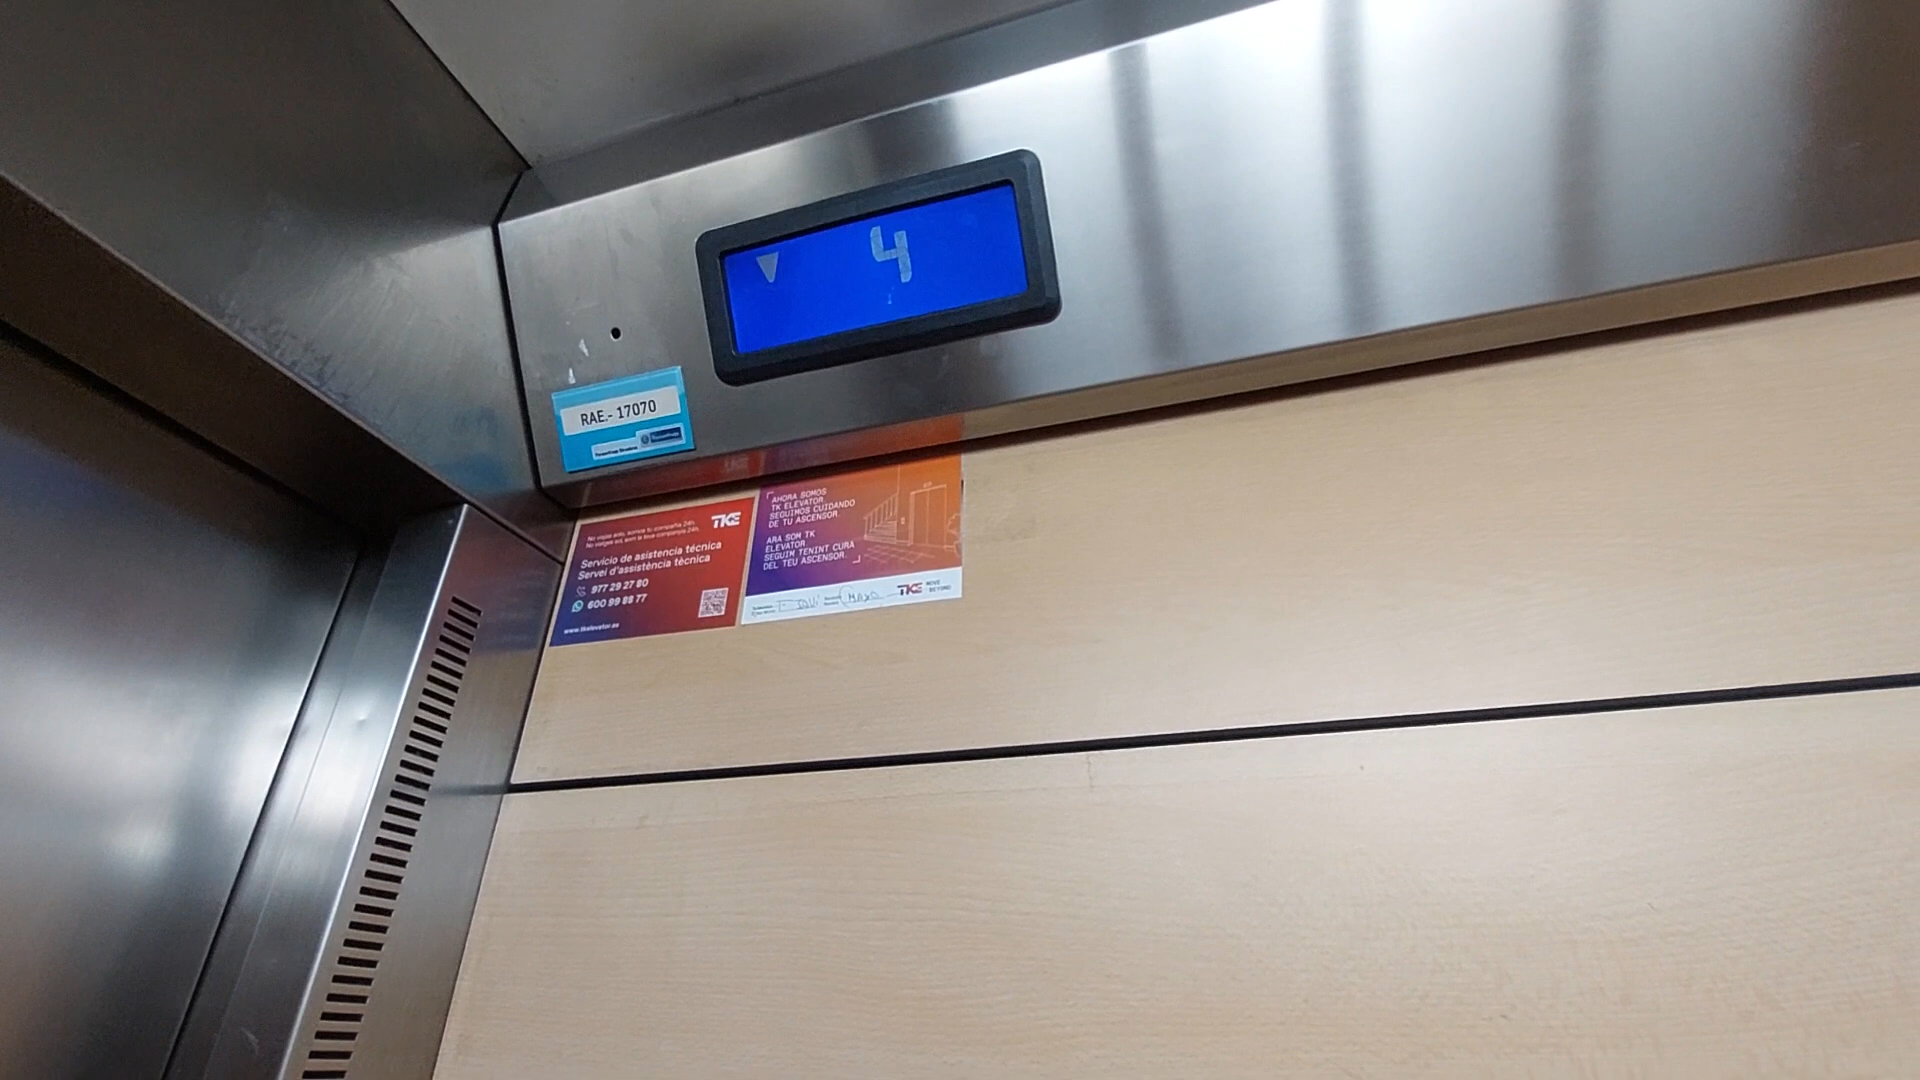 4
RAE.- 17070
No viajas solo, somos tu compañía 24h.
No viatges sol, som la teva companyia 24h.
TKE
Servicio de asistencia técnica
Servei d'assistència tècnica
977 29 27 80
600 99 88 77
www.tkelevator.es
AHORA SOMOS
TK ELEVATOR
SEGUIMOS CUIDANDO
DE TU ASCENSOR.
ARA SOM TK
ELEVATOR
SEGUIM TENINT CURA
DEL TEU ASCENSOR.
TKE
MOVE
BEYOND